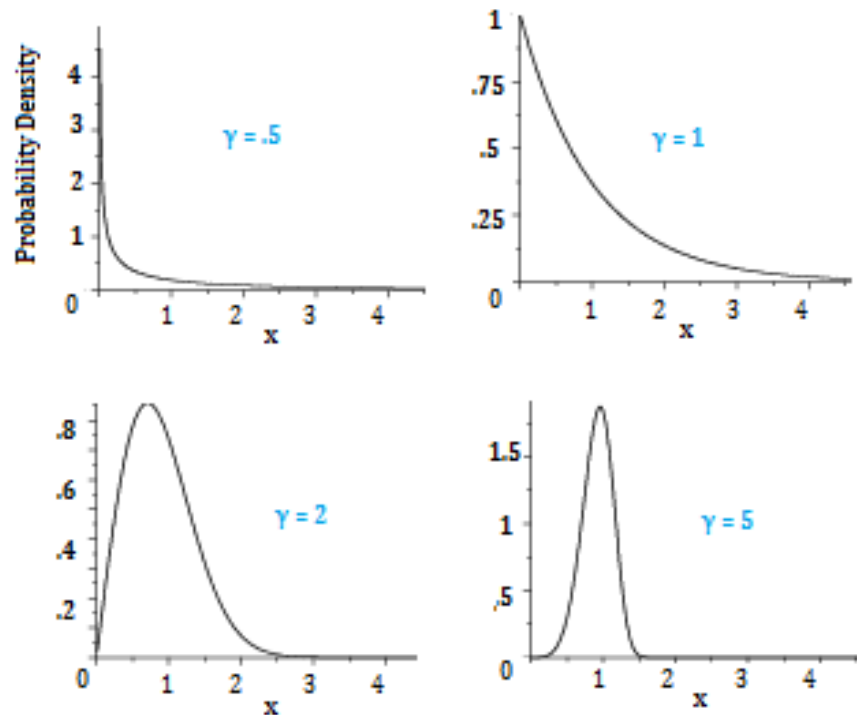 Probability Density
4
3
2
1
0
γ = .5
1 2 3 4
x
1
.75
.5
.25
0
γ = 1
1 2 3 4
x
.8
.6
.4
.2
0
γ = 2
1 2 3 4
x
1.5
1
.5
0
γ = 5
1 2 3 4
x